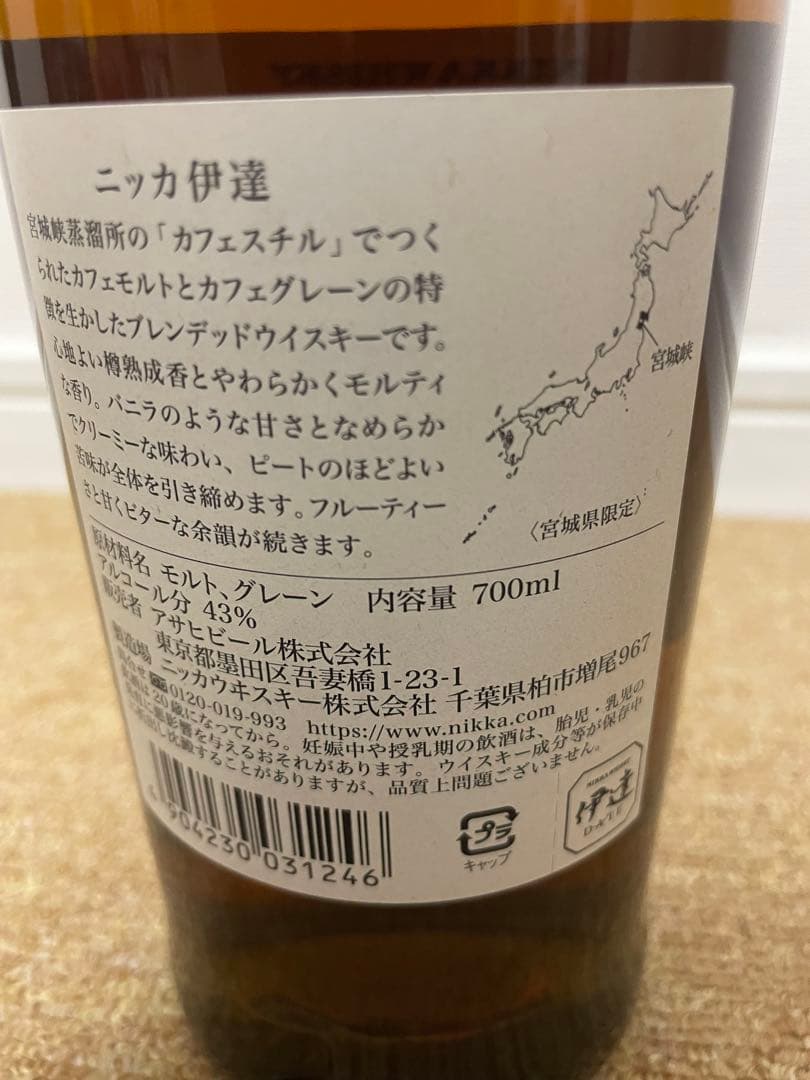 ニッカ伊達
宮城峡蒸溜所の「カフェスチル」でつく
られたカフェモルトとカフェグレーンの特
徴を生かしたブレンデッドウイスキーです。
心地よい樽熟成香とやわらかくモルティ
な香り。バニラのような甘さとなめらか
でクリーミーな味わい、ピートのほどよい
苦味が全体を引き締めます。フルーティー
さと甘くビターな余韻が続きます。
宮城峡
〈宮城県限定〉
原材料名 モルト、グレーン 内容量 700ml
アルコール分 43%
販売者 アサヒビール株式会社
東京都墨田区吾妻橋1-23-1
製造場 ニッカウヰスキー株式会社 千葉県柏市増尾967
0120-019-993 https://www.nikka.com
飲酒は20歳になってから。妊娠中や授乳期の飲酒は、胎児・乳児の
発育に悪影響を与えるおそれがあります。ウイスキー成分等が保存中
することがありますが、品質上問題ございません。
4 904230 031246
プラ
キャップ
NIKKA WHISKY
伊達
DATE